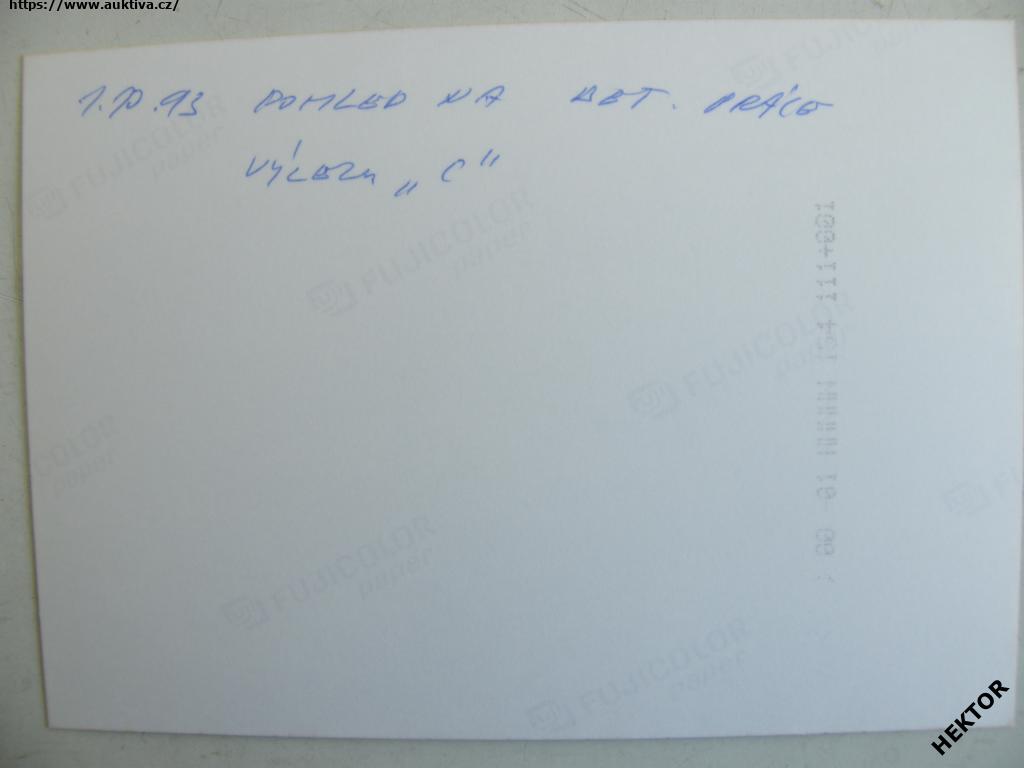 https://www.auktiva.cz/
1.10.93 POHLED NA BET. PRÁCE
VÝLEZU „C"
FUJICOLOR
paper
FUJICOLOR
paper
FUJICOLOR
paper
FUJICOLOR
paper
FUJICOLOR
paper
HEKTOR